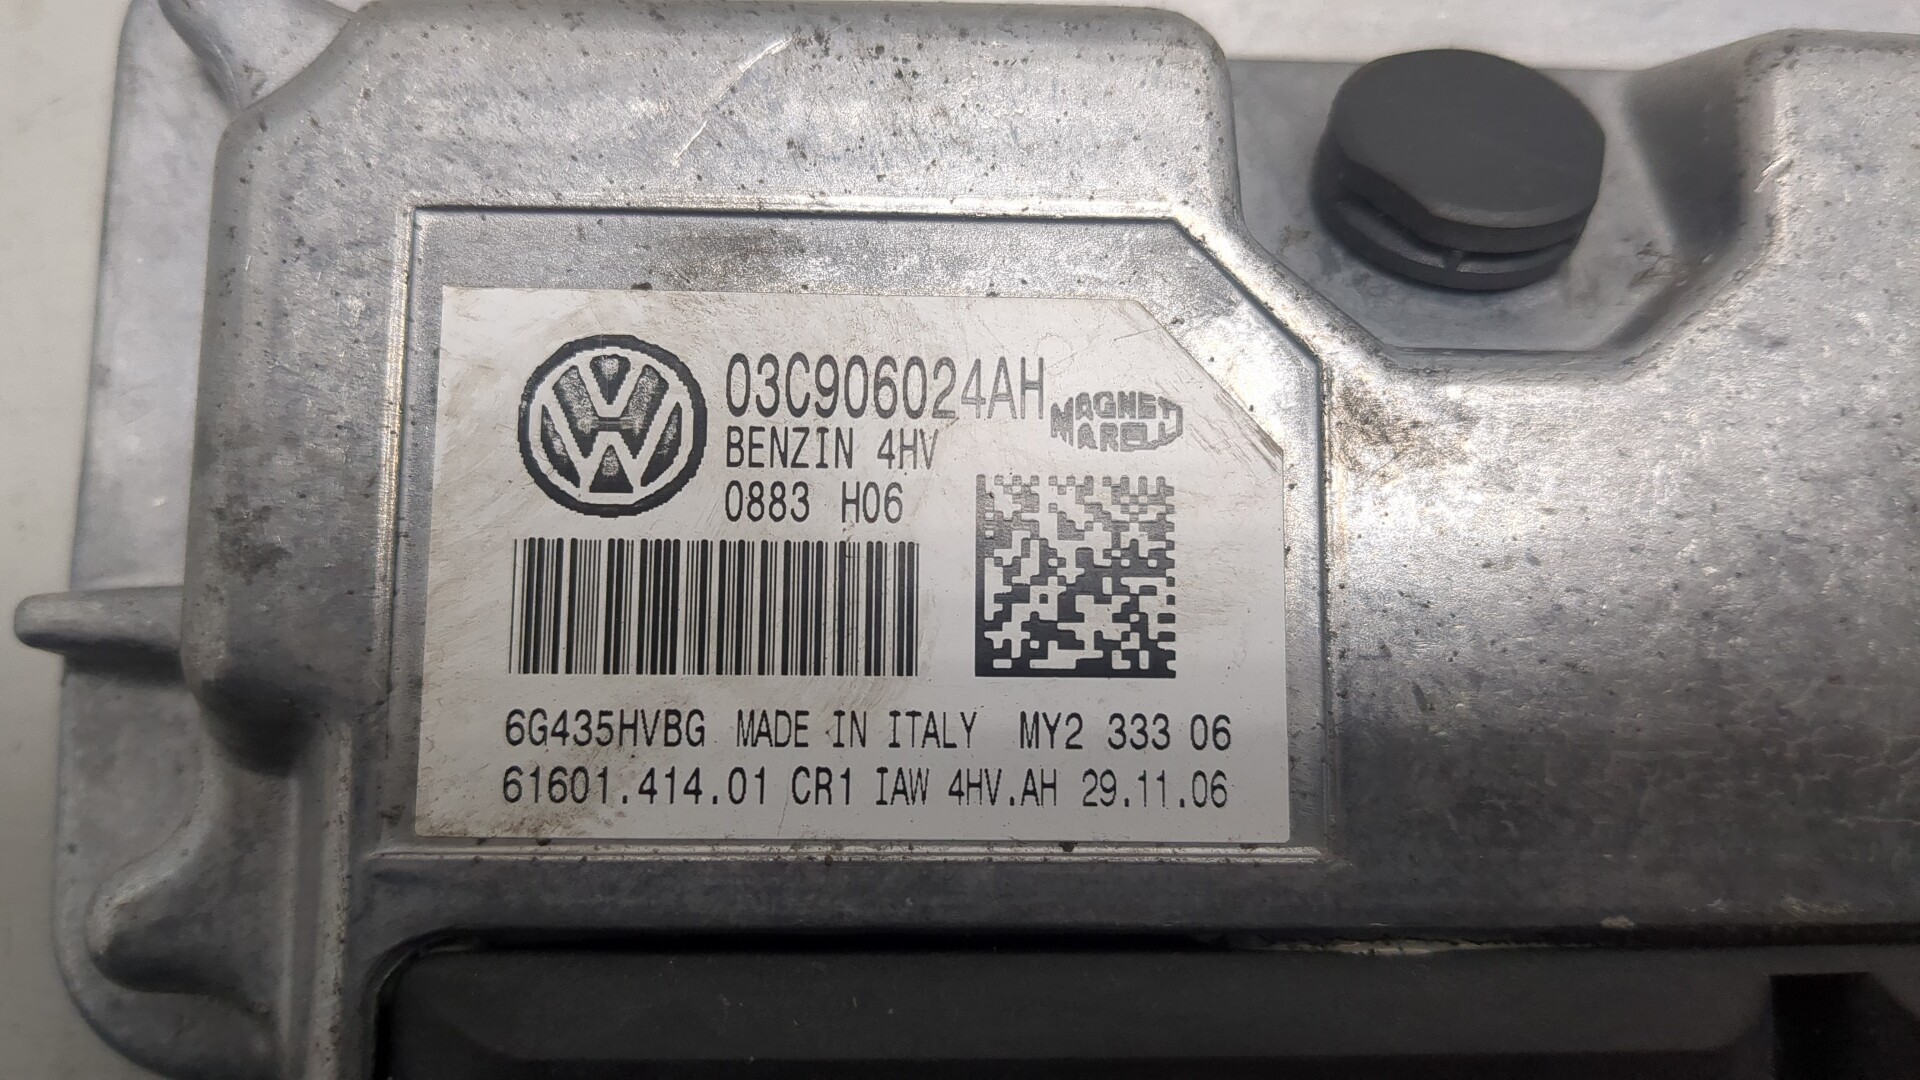 03C906024AH
MAGNETI
MARELLI
BENZIN 4HV
0883 H06
6G435HVBG MADE IN ITALY MY2 333 06
61601.414.01 CR1 IAW 4HV.AH 29.11.06